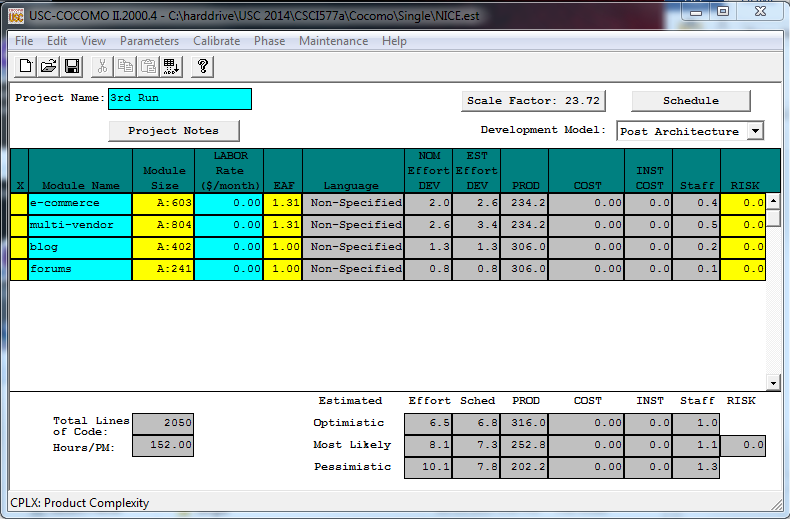 USC-COCOMO II.2000.4 - C:\harddrive\USC 2014\CSCI577a\Cocomo\Single\NICE.est
File Edit View Parameters Calibrate Phase Maintenance Help
Project Name: 3rd Run Scale Factor: 23.72 Schedule
Project Notes Development Model: Post Architecture
X Module Name Module Size LABOR Rate ($/month) EAF Language NOM Effort DEV EST Effort DEV PROD COST INST COST Staff RISK
e-commerce A:603 0.00 1.31 Non-Specified 2.0 2.6 234.2 0.00 0.0 0.4 0.0
multi-vendor A:804 0.00 1.31 Non-Specified 2.6 3.4 234.2 0.00 0.0 0.5 0.0
blog A:402 0.00 1.00 Non-Specified 1.3 1.3 306.0 0.00 0.0 0.2 0.0
forums A:241 0.00 1.00 Non-Specified 0.8 0.8 306.0 0.00 0.0 0.1 0.0
Estimated Effort Sched PROD COST INST Staff RISK
Total Lines of Code: 2050 Optimistic 6.5 6.8 316.0 0.00 0.0 1.0
Hours/PM: 152.00 Most Likely 8.1 7.3 252.8 0.00 0.0 1.1 0.0
Pessimistic 10.1 7.8 202.2 0.00 0.0 1.3
CPLX: Product Complexity